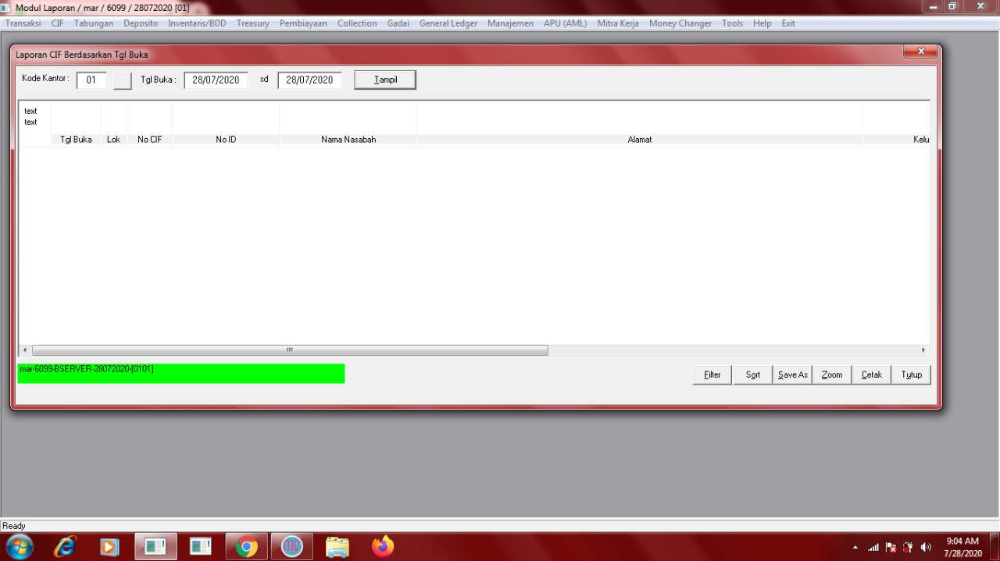 Modul Laporan / mar / 6099 / 28072020 [01]
Transaksi CIF Tabungan Deposito Inventaris/BDD Treasury Pembiayaan Collection Gadai General Ledger Manajemen APU (AML) Mitra Kerja Money Changer Tools Help Exit
Laporan CIF Berdasarkan Tgl Buka
Kode Kantor : 01 Tgl Buka : 28/07/2020 sd 28/07/2020 Tampil
text
text
Tgl Buka Lok No CIF No ID Nama Nasabah Alamat Kelu
mar-6099-BSERVER-28072020-[0101]
Filter Sort Save As Zoom Cetak Tutup
Ready
9:04 AM
7/28/2020